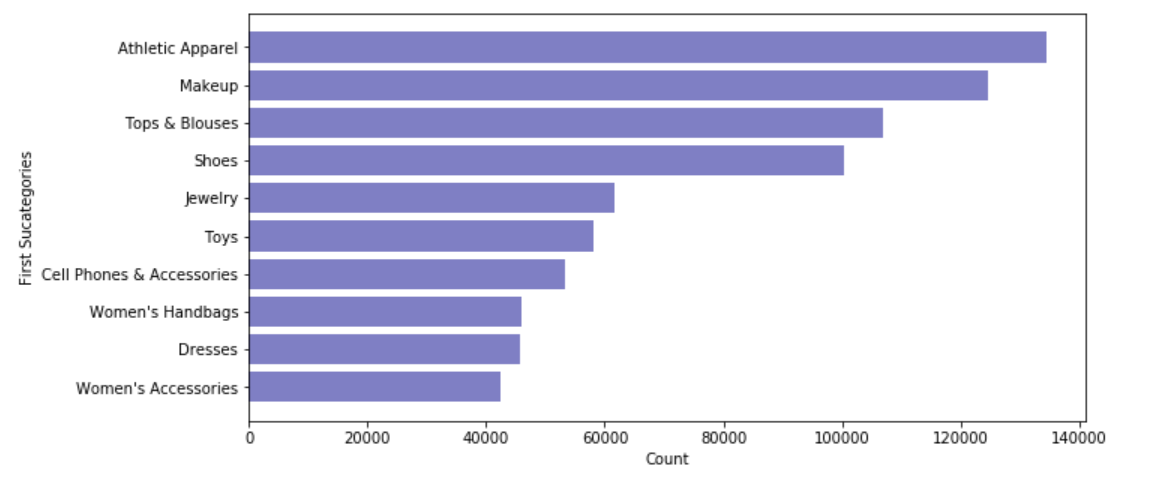 Athletic Apparel
Makeup
Tops & Blouses
Shoes
Jewelry
Toys
Cell Phones & Accessories
Women's Handbags
Dresses
Women's Accessories
First Sucategories
0 20000 40000 60000 80000 100000 120000 140000
Count